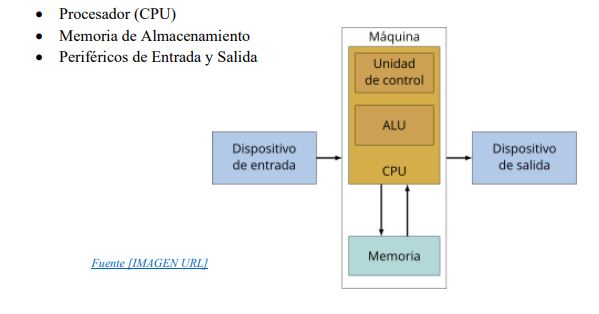 Procesador (CPU)
Memoria de Almacenamiento
Periféricos de Entrada y Salida
Máquina
Unidad
de control
ALU
CPU
Dispositivo
de entrada
Dispositivo
de salida
Memoria
Fuente [IMAGEN URL]